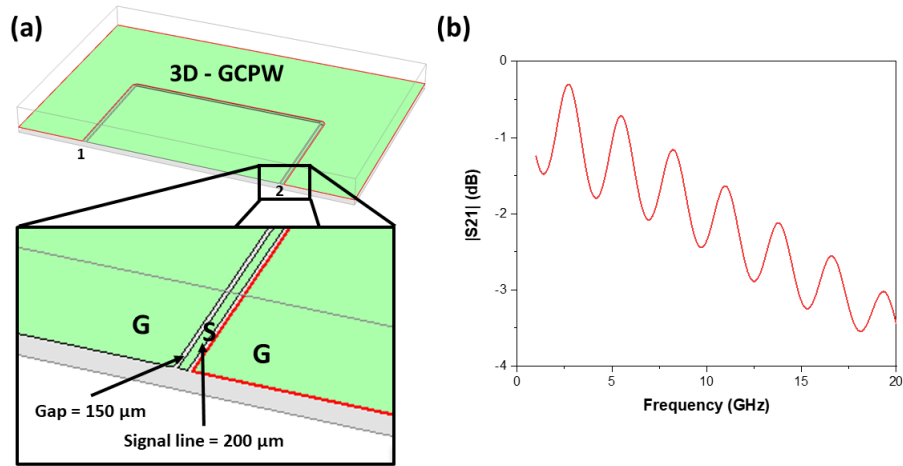 (a)
3D - GCPW
1
2
G
S
G
Gap = 150 μm
Signal line = 200 μm
(b)
0
-1
-2
-3
-4
|S21| (dB)
0 5 10 15 20
Frequency (GHz)